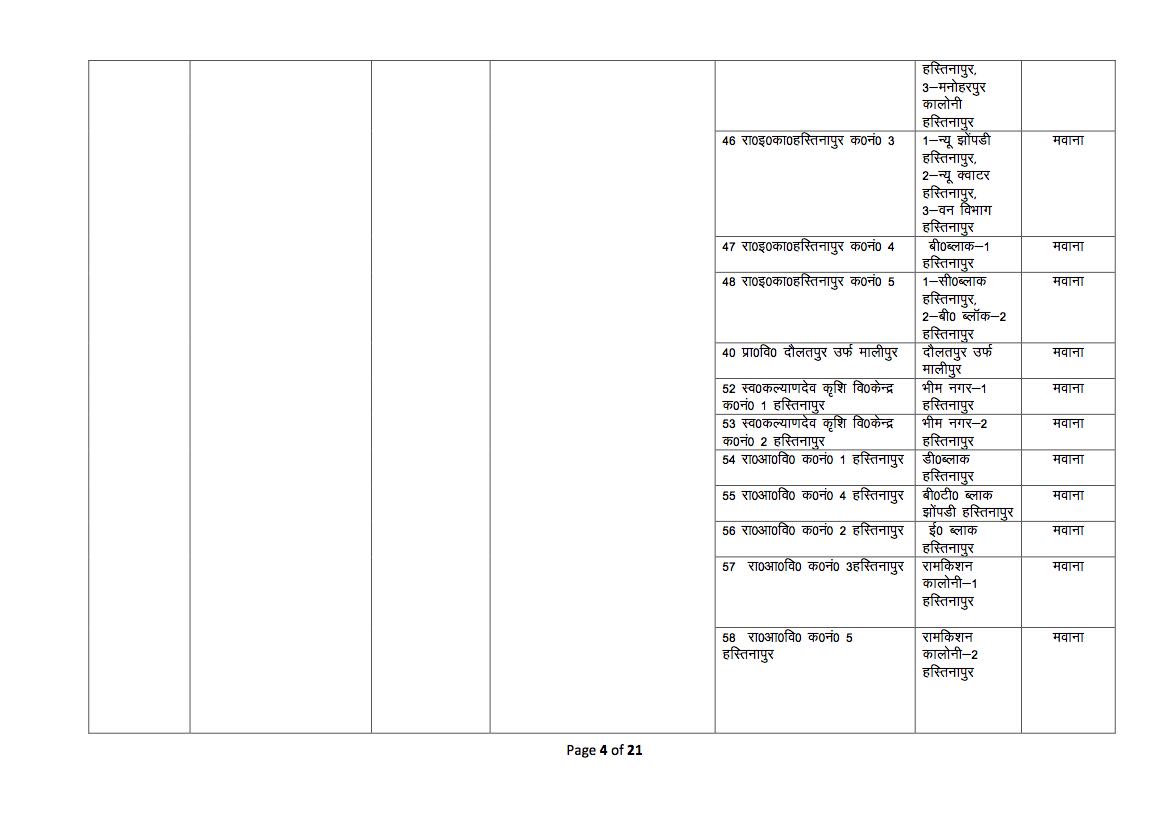 हस्तिनापुर,
3–मनोहरपुर
कालोनी
हस्तिनापुर
46 रा0इ0का0हस्तिनापुर क0नं0 3
1–न्यू झोंपडी
हस्तिनापुर,
2–न्यू क्वाटर
हस्तिनापुर,
3–वन विभाग
हस्तिनापुर
मवाना
47 रा0इ0का0हस्तिनापुर क0नं0 4
बी0ब्लाक–1
हस्तिनापुर
मवाना
48 रा0इ0का0हस्तिनापुर क0नं0 5
1–सी0ब्लाक
हस्तिनापुर,
2–बी0 ब्लॉक–2
हस्तिनापुर
मवाना
40 प्रा0वि0 दौलतपुर उर्फ मालीपुर
दौलतपुर उर्फ
मालीपुर
मवाना
52 स्व0कल्याणदेव कृशि वि0केन्द्र
क0नं0 1 हस्तिनापुर
भीम नगर–1
हस्तिनापुर
मवाना
53 स्व0कल्याणदेव कृशि वि0केन्द्र
क0नं0 2 हस्तिनापुर
भीम नगर–2
हस्तिनापुर
मवाना
54 रा0आ0वि0 क0नं0 1 हस्तिनापुर
डी0ब्लाक
हस्तिनापुर
मवाना
55 रा0आ0वि0 क0नं0 4 हस्तिनापुर
बी0टी0 ब्लाक
झोंपडी हस्तिनापुर
मवाना
56 रा0आ0वि0 क0नं0 2 हस्तिनापुर
ई0 ब्लाक
हस्तिनापुर
मवाना
57 रा0आ0वि0 क0नं0 3हस्तिनापुर
रामकिशन
कालोनी–1
हस्तिनापुर
मवाना
58 रा0आ0वि0 क0नं0 5
हस्तिनापुर
रामकिशन
कालोनी–2
हस्तिनापुर
मवाना
Page 4 of 21